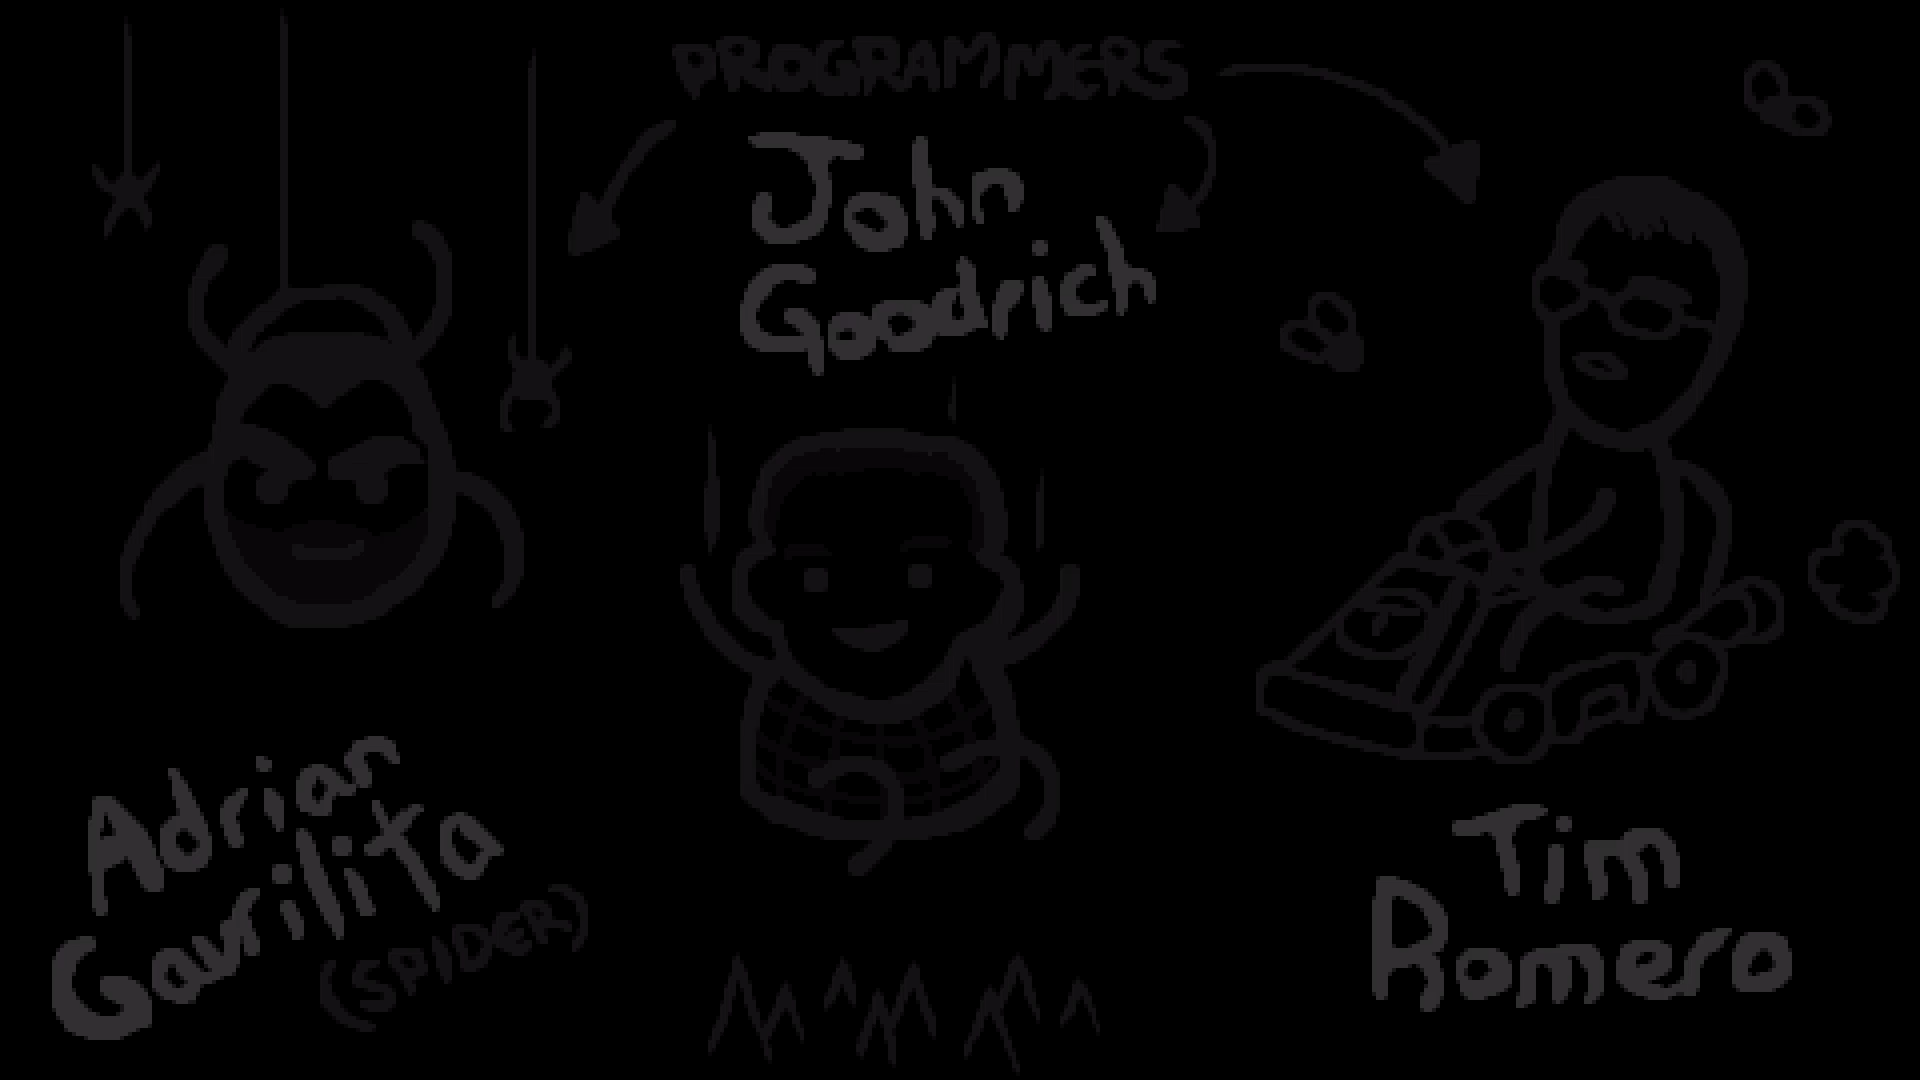 PROGRAMMERS
John
Goodrich
Adrian
Gavrilita
(SPIDER)
Tim
Romero